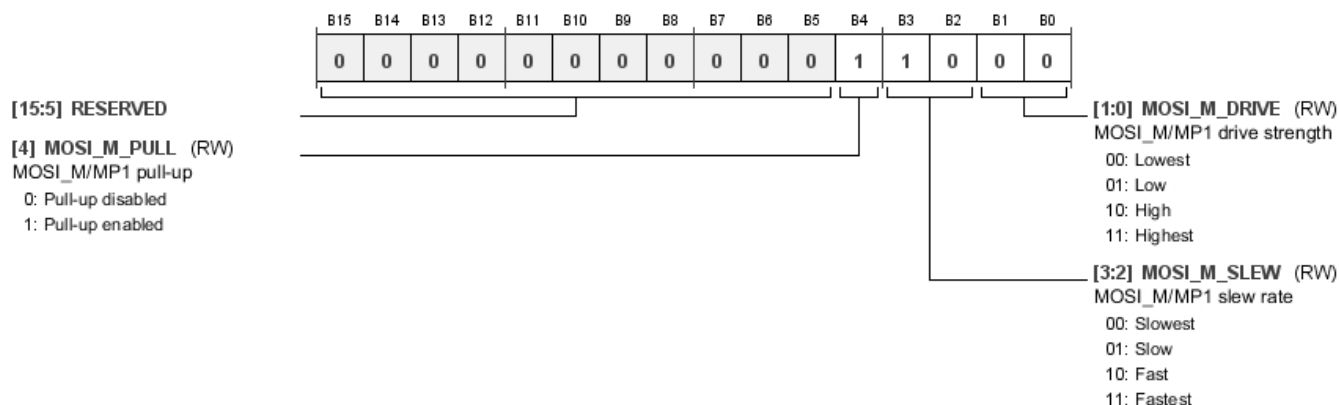 B15 B14 B13 B12 B11 B10 B9 B8 B7 B6 B5 B4 B3 B2 B1 B0
0 0 0 0 0 0 0 0 0 0 0 1 1 0 0 0
[15:5] RESERVED
[4] MOSI_M_PULL (RW)
MOSI_M/MP1 pull-up
0: Pull-up disabled
1: Pull-up enabled
[1:0] MOSI_M_DRIVE (RW)
MOSI_M/MP1 drive strength
00: Lowest
01: Low
10: High
11: Highest
[3:2] MOSI_M_SLEW (RW)
MOSI_M/MP1 slew rate
00: Slowest
01: Slow
10: Fast
11: Fastest